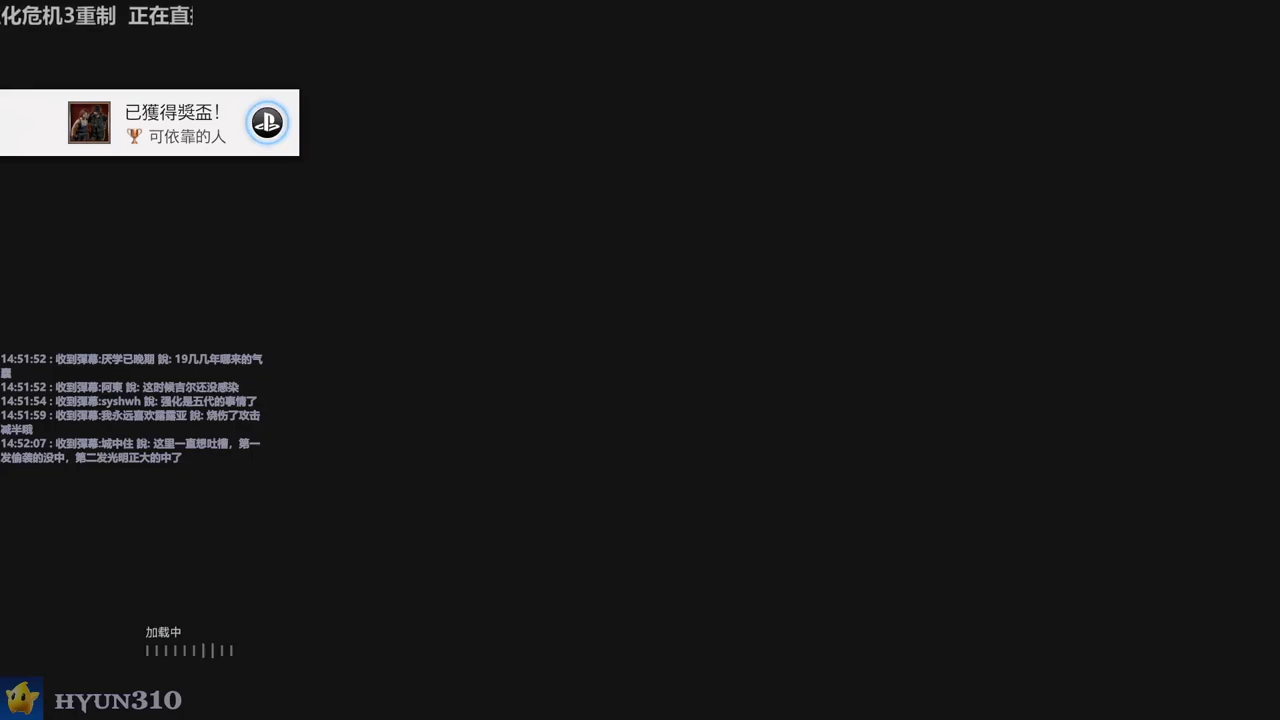 化危机3重制 正在直
已獲得獎盃！
可依靠的人
14:51:52 : 收到彈幕:厌学已晚期 說: 19几几年哪来的气
囊
14:51:52 : 收到彈幕:阿東 說: 这时候吉尔还没感染
14:51:54 : 收到彈幕:syshwh 說: 强化是五代的事情了
14:51:59 : 收到彈幕:我永远喜欢露露亚 說: 烧伤了攻击
减半哦
14:52:07 : 收到彈幕:城中住 說: 这里一直想吐槽，第一
发偷袭的没中，第二发光明正大的中了
加载中
HYUN310